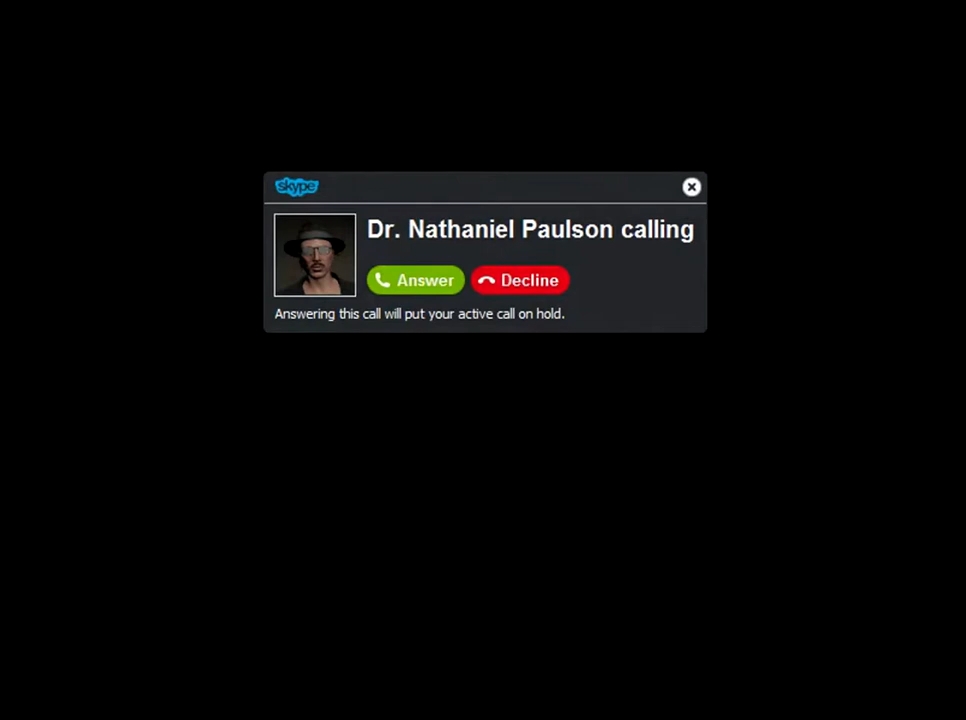 skype
Dr. Nathaniel Paulson calling
Answer
Decline
Answering this call will put your active call on hold.